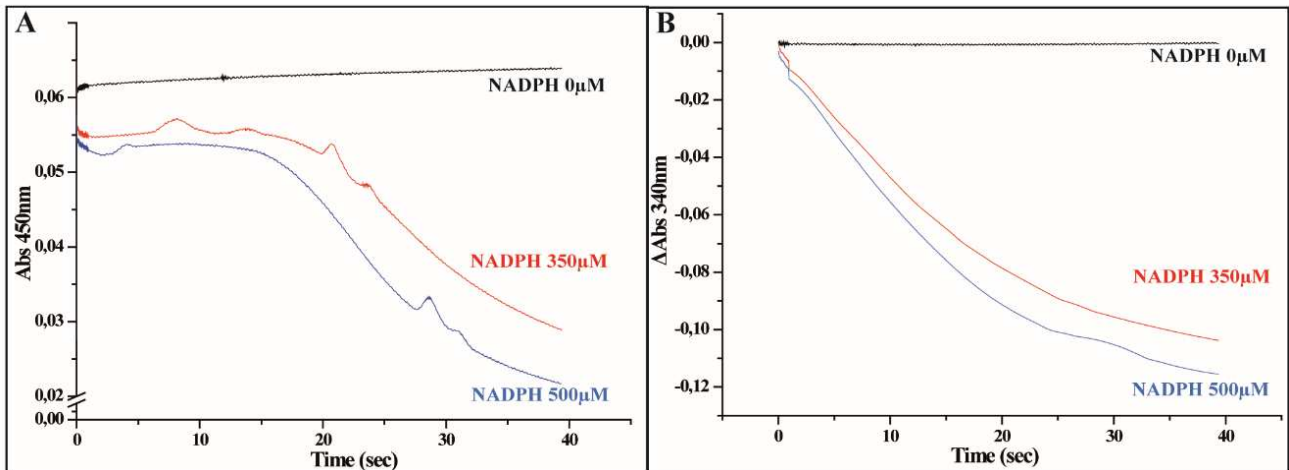 A
Abs 450nm
0,06
0,05
0,04
0,03
0,02
0,00
NADPH 0µM
NADPH 350µM
NADPH 500µM
0 10 20 30 40
Time (sec)
B
ΔAbs 340nm
0,00
-0,02
-0,04
-0,06
-0,08
-0,10
-0,12
NADPH 0µM
NADPH 350µM
NADPH 500µM
0 10 20 30 40
Time (sec)